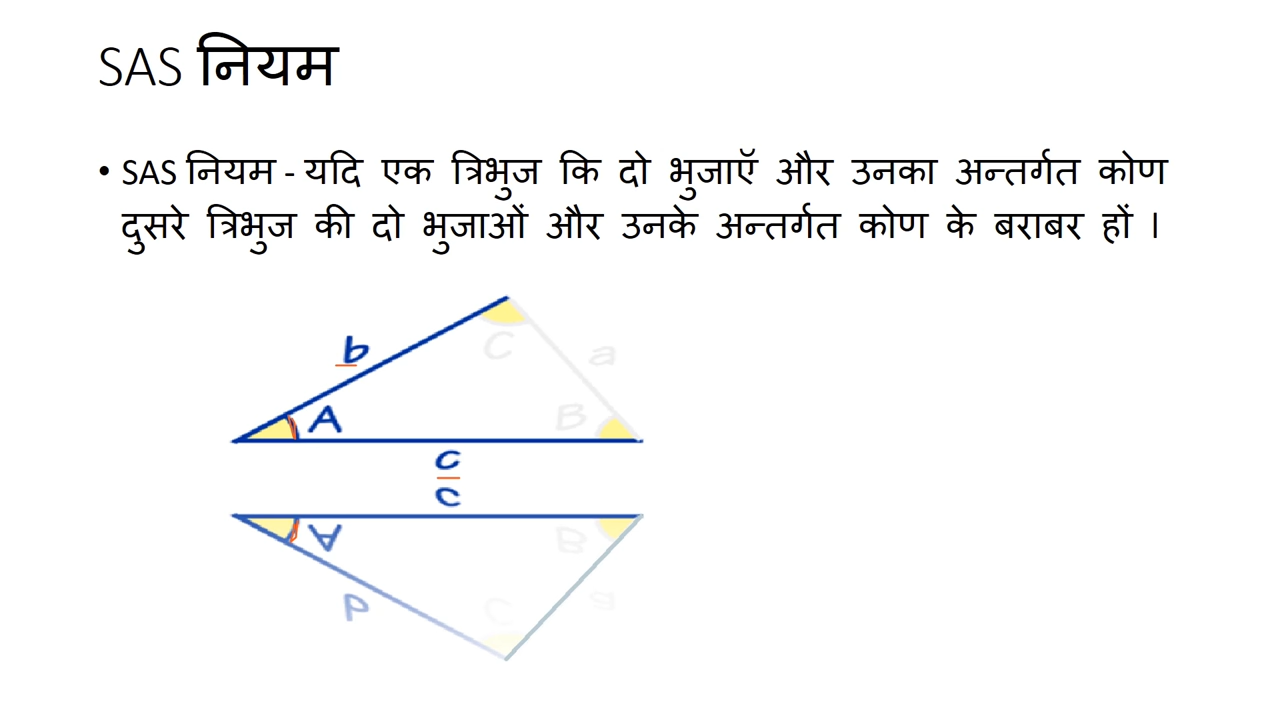 SAS नियम
• SAS नियम - यदि एक त्रिभुज कि दो भुजाएॅ और उनका अन्तर्गत कोण
दुसरे त्रिभुज की दो भुजाओं और उनके अन्तर्गत कोण के बराबर हों ।
b
C
a
A
B
c
c
A
B
b
C
a